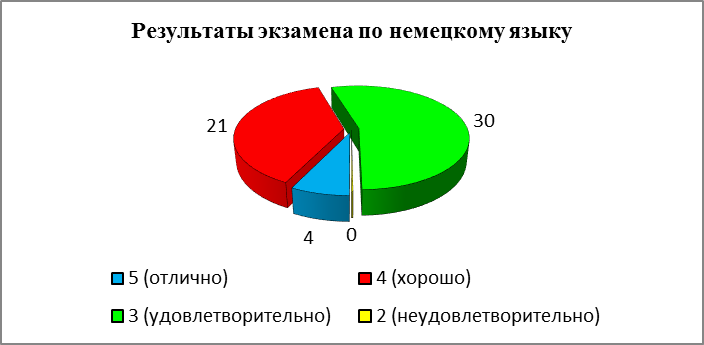 Результаты экзамена по немецкому языку
21
30
4
0
5 (отлично)
4 (хорошо)
3 (удовлетворительно)
2 (неудовлетворительно)